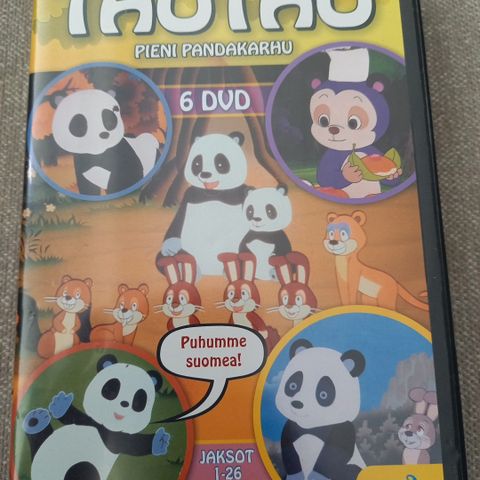 TAOTAO
PIENI PANDAKARHU
6 DVD
Puhumme
suomea!
JAKSOT
1-26